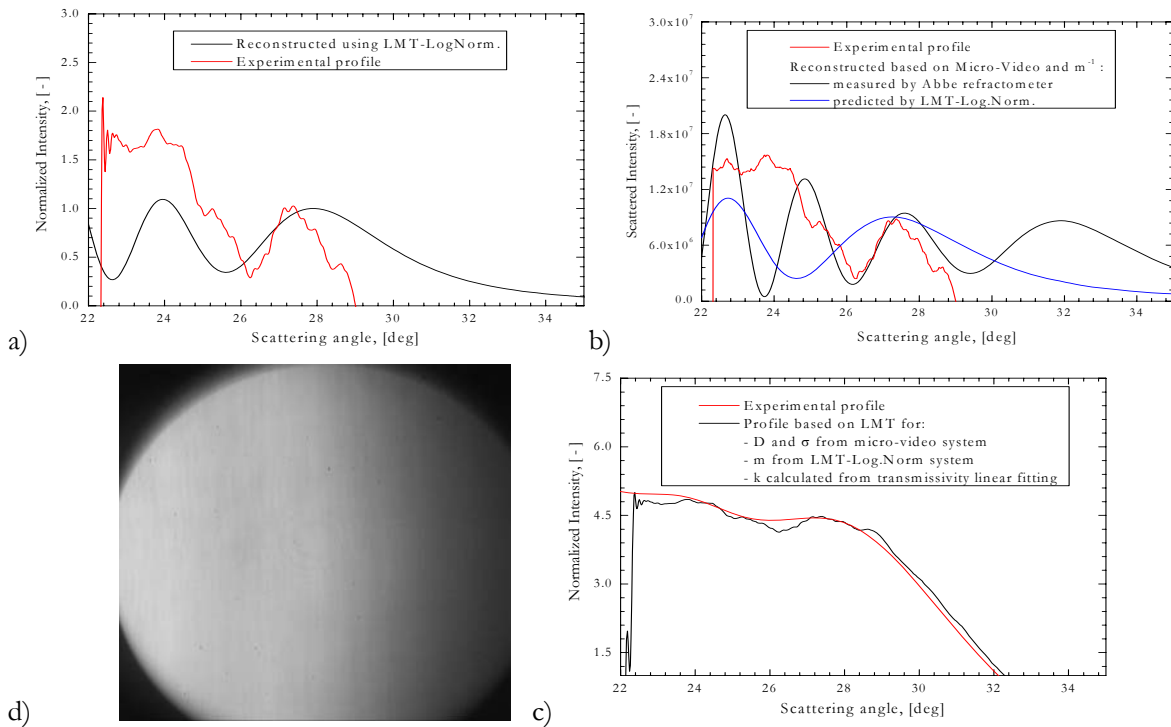 3.0
2.5
2.0
1.5
1.0
0.5
0.0
Normalized Intensity, [ - ]
Reconstructed using LMT-LogNorm.
Experimental profile
22 24 26 28 30 32 34
Scattering angle, [deg]
a)
3.0x10⁷
2.4x10⁷
1.8x10⁷
1.2x10⁷
6.0x10⁶
0.0
Scattered Intensity, [ - ]
Experimental profile
Reconstructed based on Micro-Video and m⁻¹ :
measured by Abbe refractometer
predicted by LMT-Log.Norm.
22 24 26 28 30 32 34
Scattering angle, [deg]
b)
d)
7.5
6.0
4.5
3.0
1.5
Normalized Intensity, [ - ]
Experimental profile
Profile based on LMT for:
- D and σ from micro-video system
- m from LMT-Log.Norm system
- k calculated from transmissivity linear fitting
22 24 26 28 30 32 34
Scattering angle, [deg]
c)